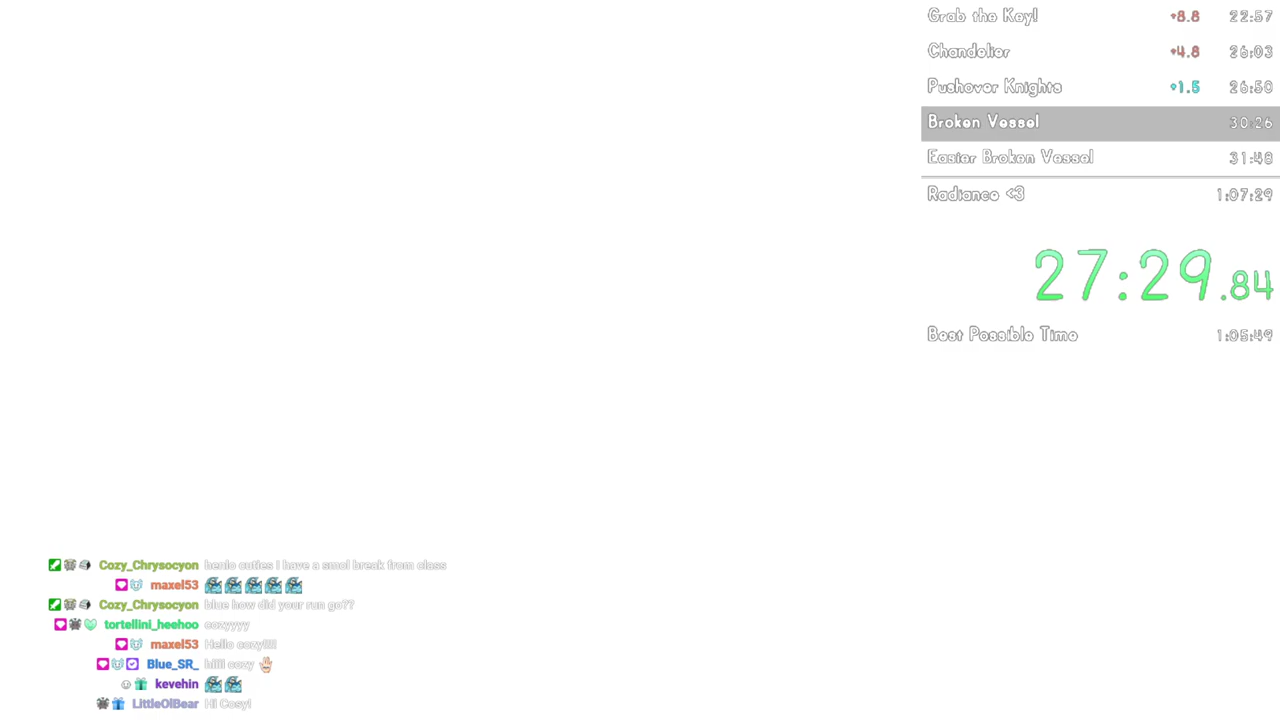 Grab the Key! +8.8 22:57
Chandelier +4.8 26:03
Pushover Knights +1.5 26:50
Broken Vessel 30:26
Easier Broken Vessel 31:48
Radiance <3 1:07:29
27:29.84
Best Possible Time 1:05:49
Cozy_Chrysocyon henlo cuties I have a smol break from class
maxel53
Cozy_Chrysocyon blue how did your run go??
tortellini_heehoo cozyyyy
maxel53 Hello cozy!!!!
Blue_SR_ hiiii cozy
kevehin
LittleOlBear Hi Cosy!